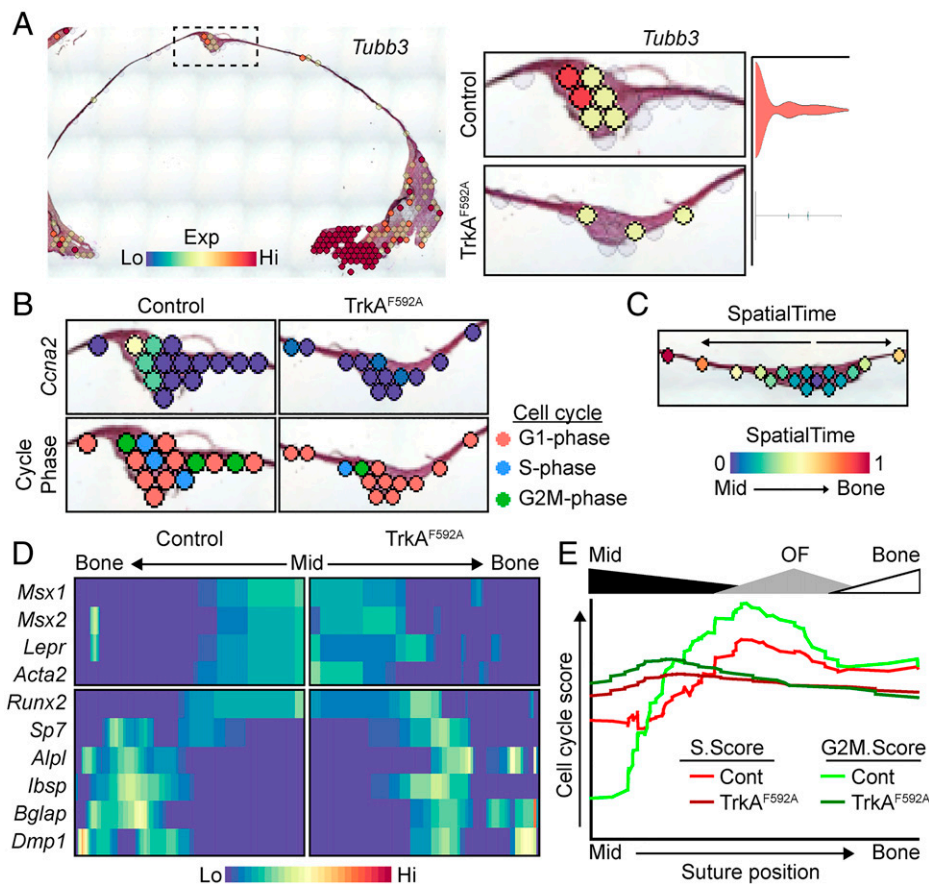 A
Tubb3
Exp
Lo Hi
Tubb3
Control
TrkA^F592A
B
Control TrkA^F592A
Ccna2
Cycle
Phase
Cell cycle
G1-phase
S-phase
G2M-phase
C
SpatialTime
SpatialTime
0 1
Mid Bone
D
Control TrkA^F592A
Bone Mid Bone
Msx1
Msx2
Lepr
Acta2
Runx2
Sp7
Alpl
Ibsp
Bglap
Dmp1
Lo Hi
E
Mid OF Bone
Cell cycle score
S.Score G2M.Score
Cont Cont
TrkA^F592A TrkA^F592A
Mid Bone
Suture position